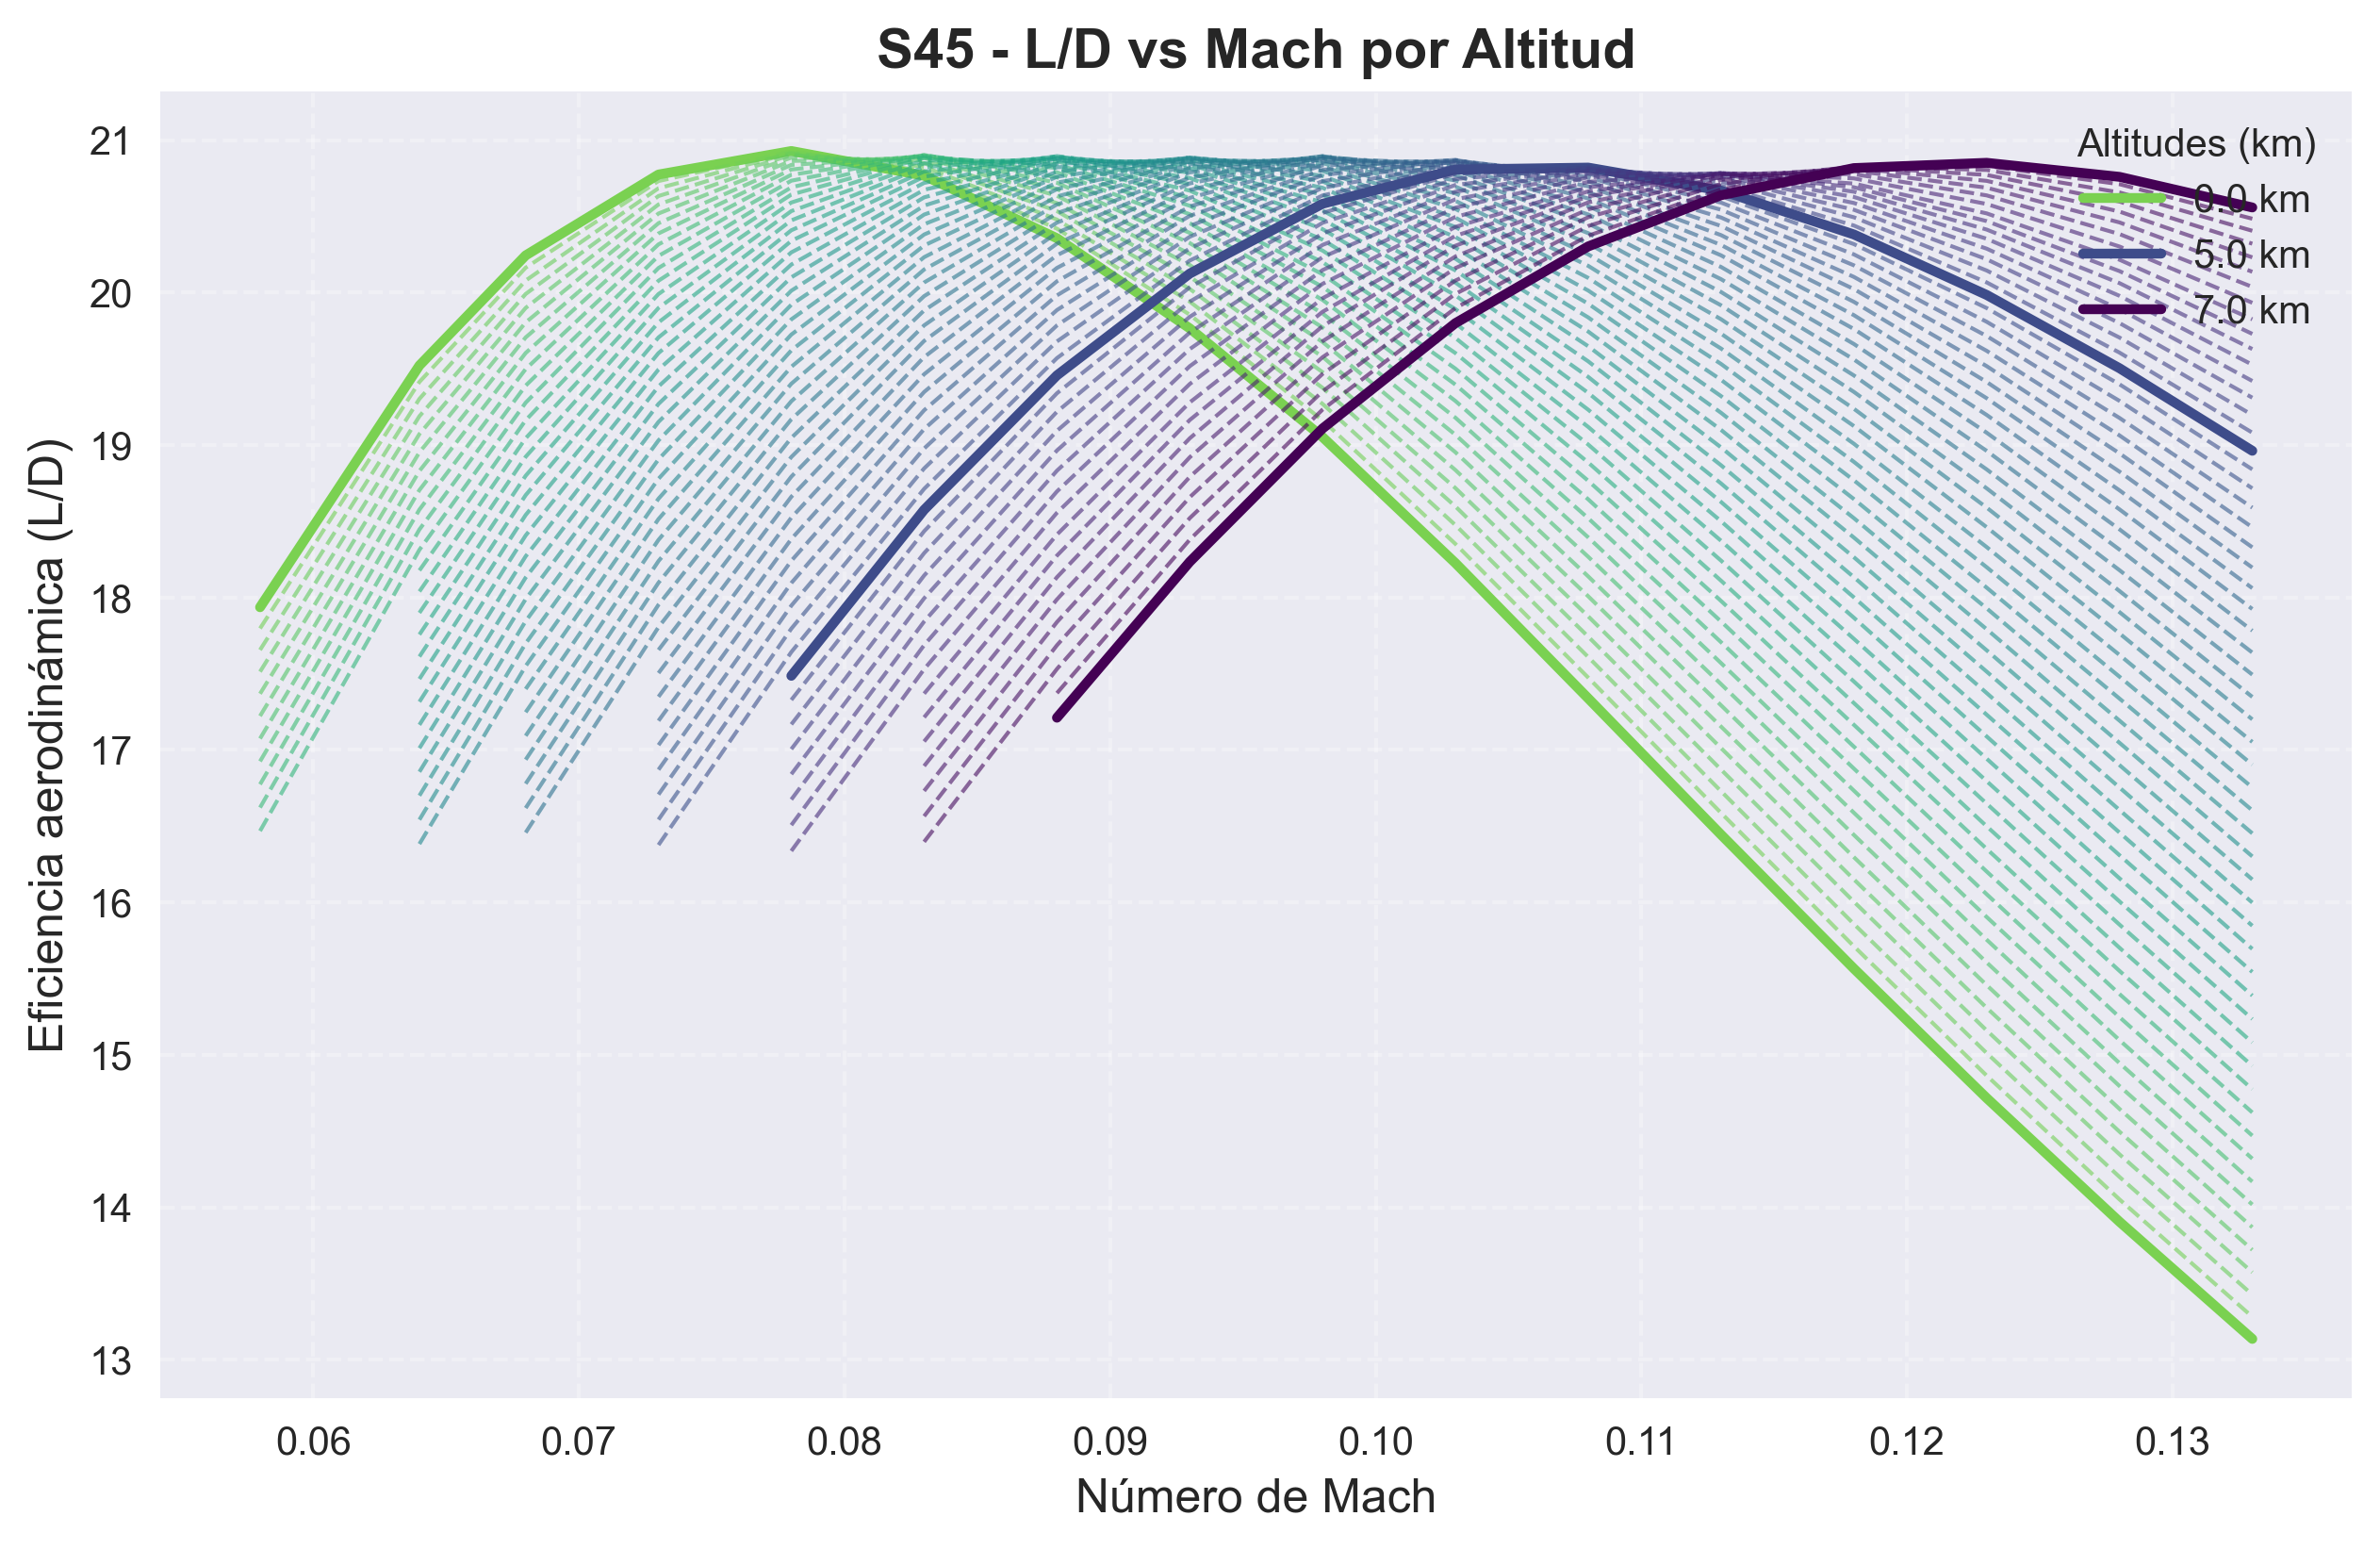 S45 - L/D vs Mach por Altitud
Eficiencia aerodinámica (L/D)
21
20
19
18
17
16
15
14
13
Altitudes (km)
0.0 km
5.0 km
7.0 km
0.06 0.07 0.08 0.09 0.10 0.11 0.12 0.13
Número de Mach